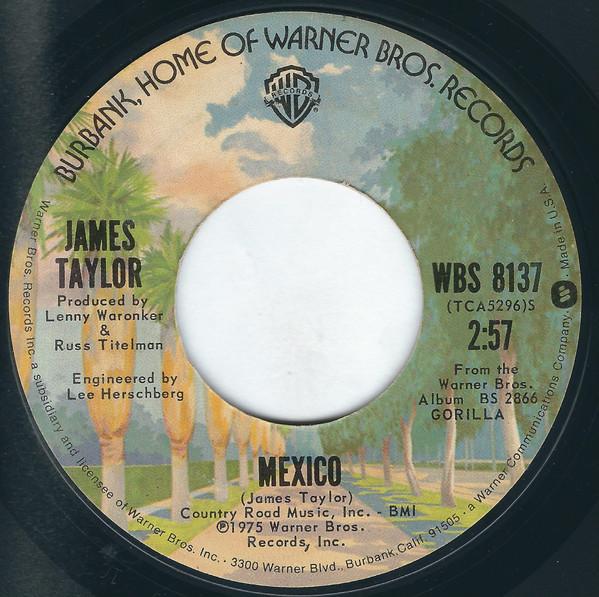 BURBANK, HOME OF WARNER BROS. RECORDS
WB
RECORDS
®
JAMES
TAYLOR
Produced by
Lenny Waronker
&
Russ Titelman
Engineered by
Lee Herschberg
WBS 8137
(TCA5296)S
2:57
From the
Warner Bros.
Album BS 2866
GORILLA
MEXICO
(James Taylor)
Country Road Music, Inc. - BMI
℗1975 Warner Bros.
Records, Inc.
Warner Bros. Records Inc. a subsidiary and licensee of Warner Bros. Inc. · 3300 Warner Blvd., Burbank, Calif. 91505 · a Warner Communications Company. · Made in U.S.A.